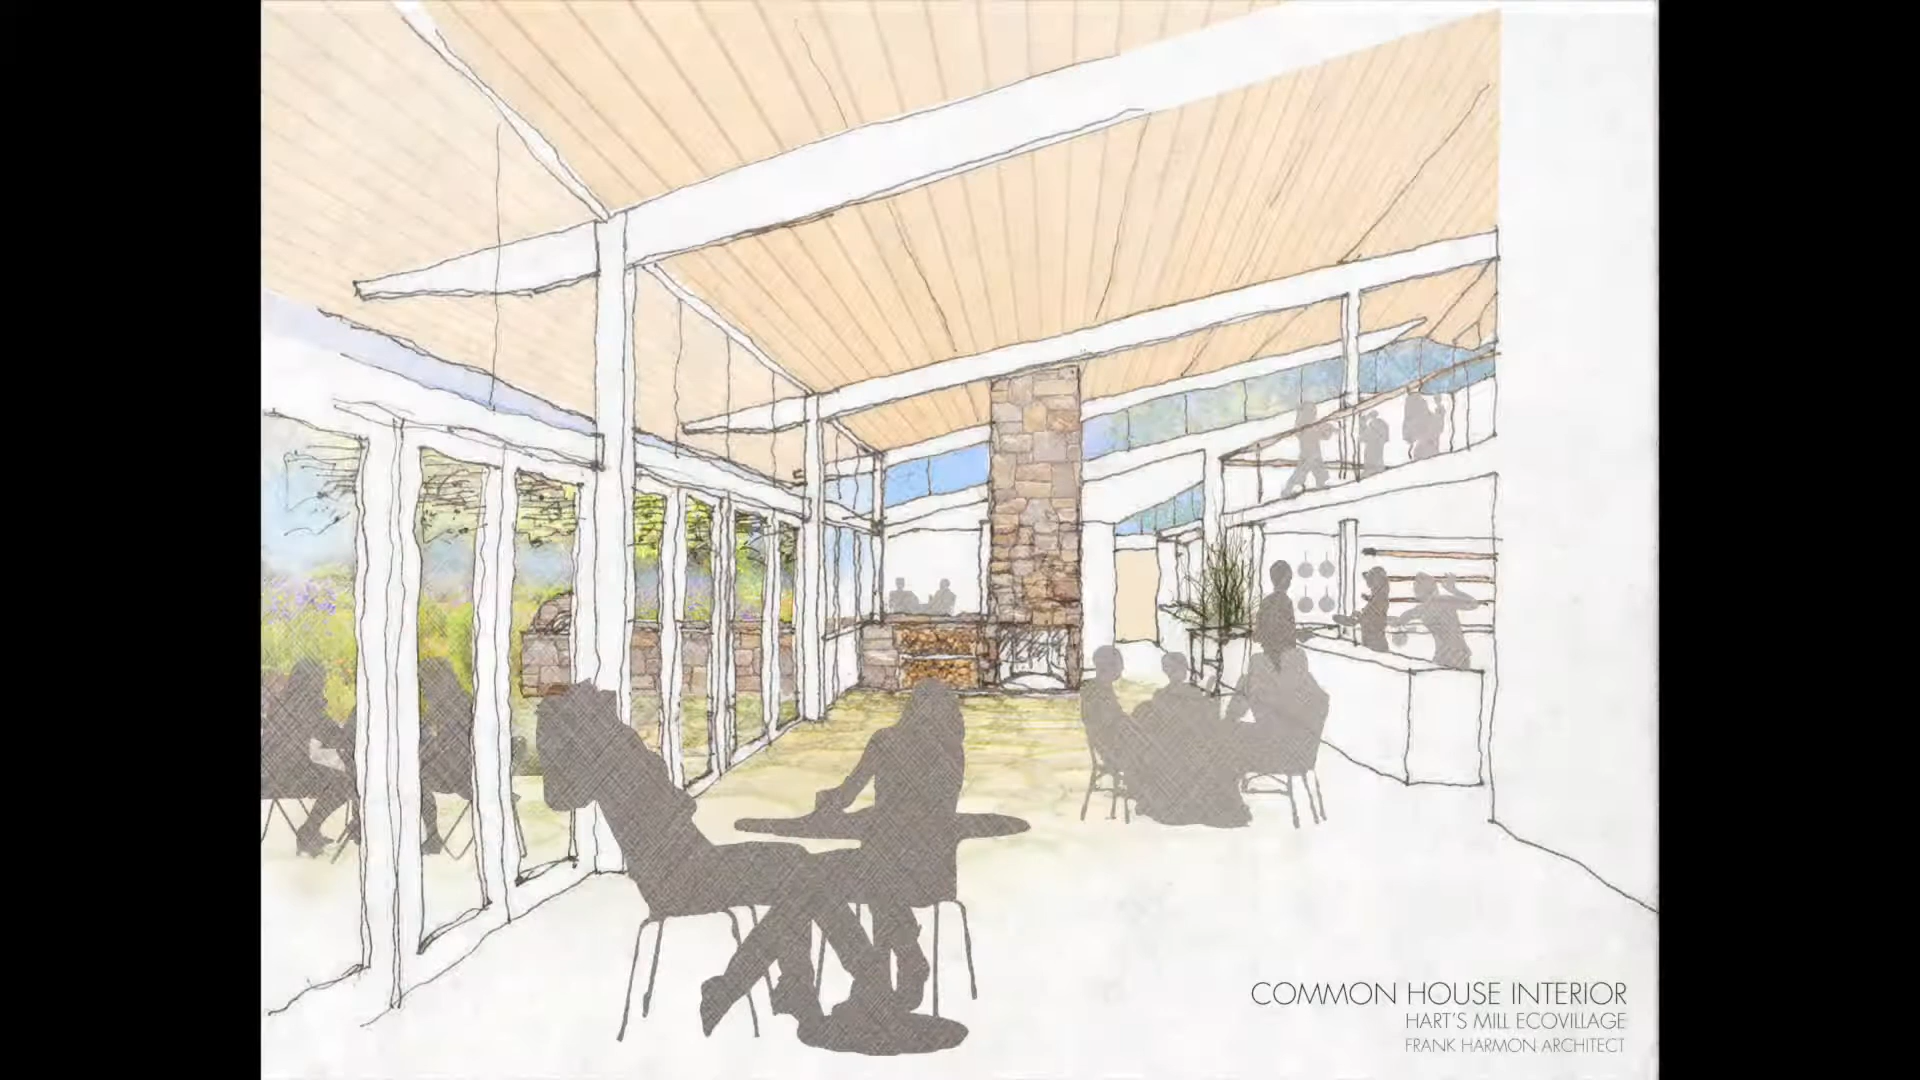 COMMON HOUSE INTERIOR
HART'S MILL ECOVILLAGE
FRANK HARMON ARCHITECT